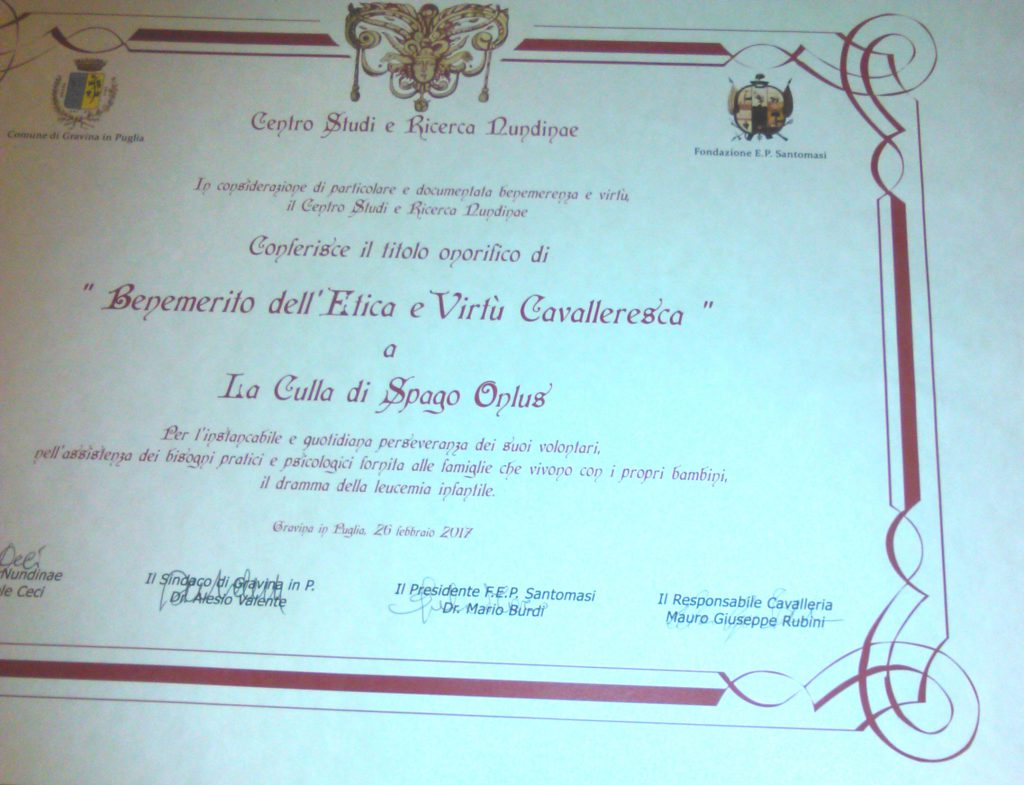 Comune di Gravina in Puglia
Fondazione E.P. Santomasi
Centro Studi e Ricerca Nundinae
In considerazione di particolare e documentata benemerenza e virtù,
il Centro Studi e Ricerca Nundinae
Conferisce il titolo onorifico di
" Benemerito dell'Etica e Virtù Cavalleresca "
a
La Culla di Spago Onlus
Per l'instancabile e quotidiana perseveranza dei suoi volontari,
nell'assistenza dei bisogni pratici e psicologici fornita alle famiglie che vivono con i propri bambini,
il dramma della leucemia infantile.
Gravina in Puglia, 26 febbraio 2017
Nundinae
le Ceci
Il Sindaco di Gravina in P.
Dr. Alesio Valente
Il Presidente F.E.P. Santomasi
Dr. Mario Burdi
Il Responsabile Cavalleria
Mauro Giuseppe Rubini